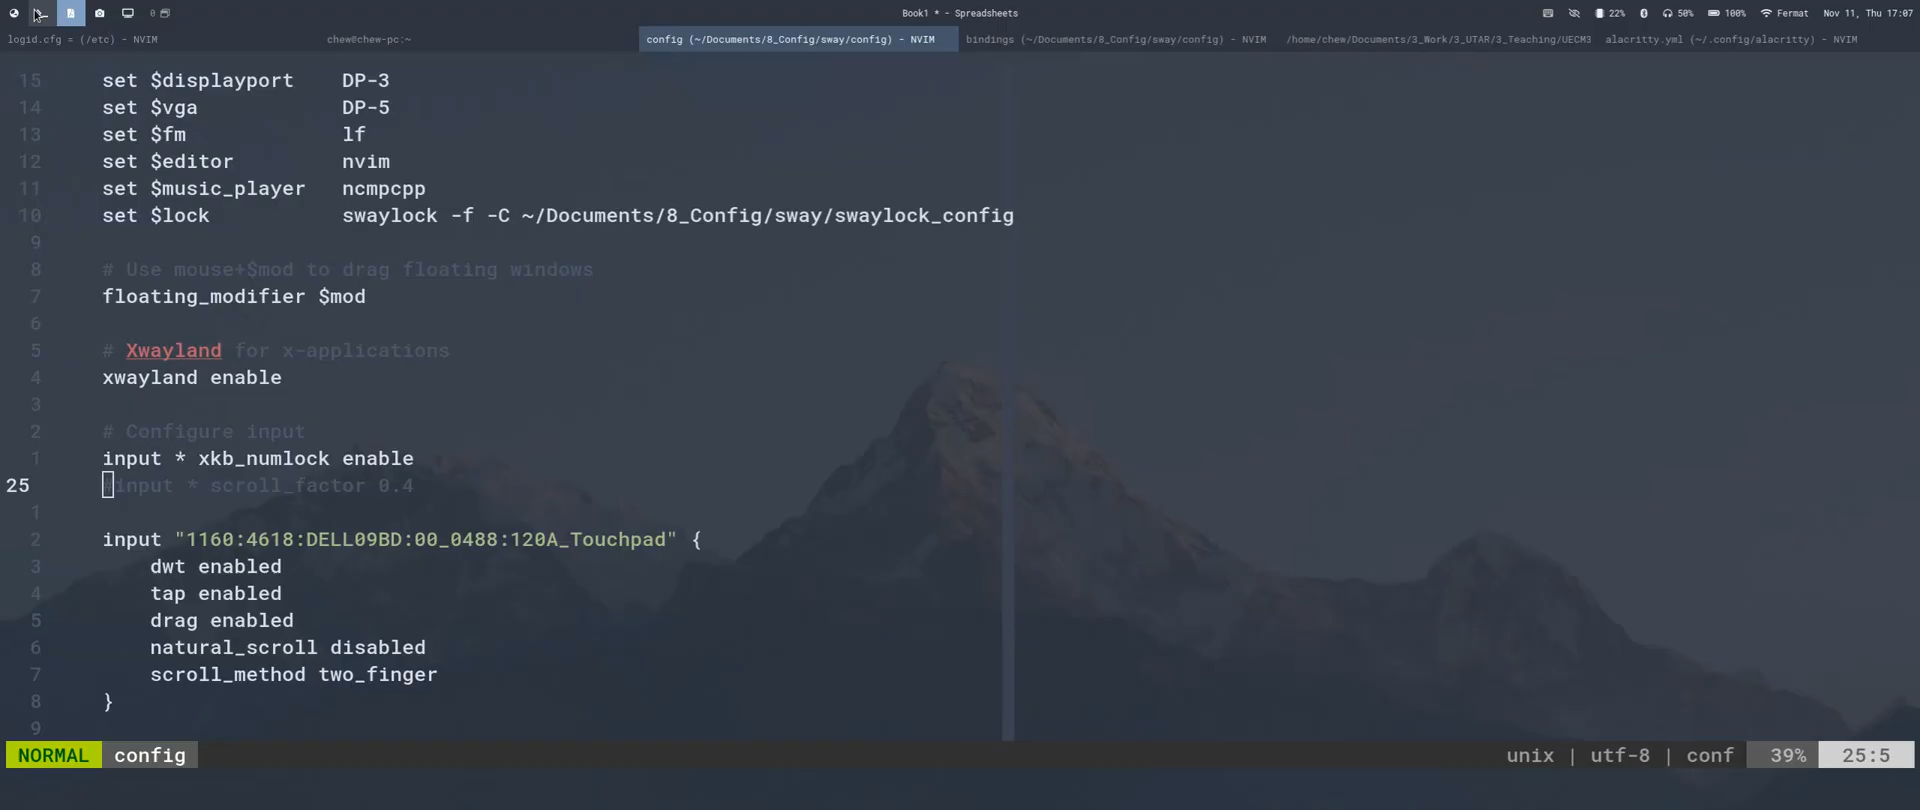 0
Book1 * - Spreadsheets
22%
50%
100%
Fermat
Nov 11, Thu 17:07
logid.cfg = (/etc) - NVIM
chew@chew-pc:~
config (~/Documents/8_Config/sway/config) - NVIM
bindings (~/Documents/8_Config/sway/config) - NVIM
/home/chew/Documents/3_Work/3_UTAR/3_Teaching/UECM3
alacritty.yml (~/.config/alacritty) - NVIM
15 set $displayport DP-3
14 set $vga DP-5
13 set $fm lf
12 set $editor nvim
11 set $music_player ncmpcpp
10 set $lock swaylock -f -C ~/Documents/8_Config/sway/swaylock_config
9
8 # Use mouse+$mod to drag floating windows
7 floating_modifier $mod
6
5 # Xwayland for x-applications
4 xwayland enable
3
2 # Configure input
1 input * xkb_numlock enable
25 #input * scroll_factor 0.4
1
2 input "1160:4618:DELL09BD:00_0488:120A_Touchpad" {
3 dwt enabled
4 tap enabled
5 drag enabled
6 natural_scroll disabled
7 scroll_method two_finger
8 }
9
NORMAL config unix | utf-8 | conf 39% 25:5